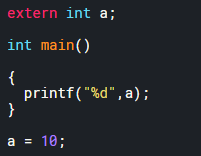 extern int a;
int main()
{
printf("%d",a);
}
a = 10;